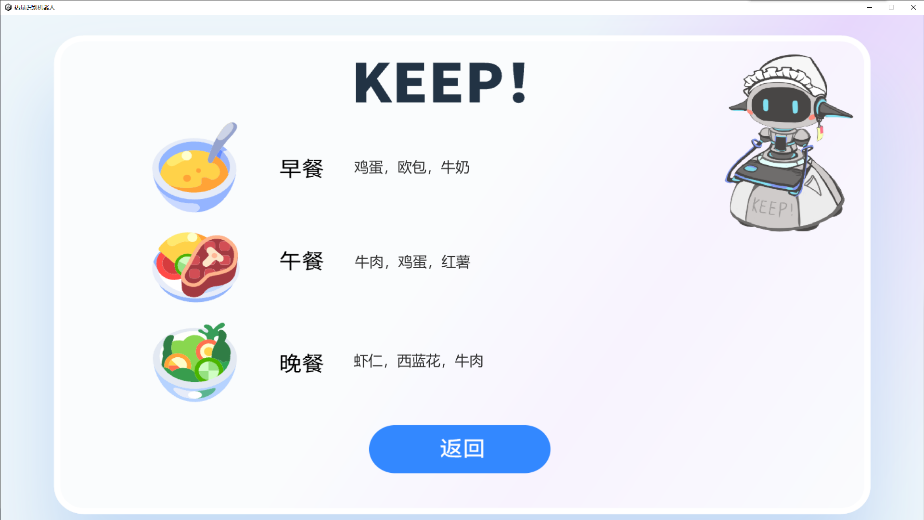 KEEP!
早餐 鸡蛋，欧包，牛奶
午餐 牛肉，鸡蛋，红薯
晚餐 虾仁，西蓝花，牛肉
返回
KEEP!